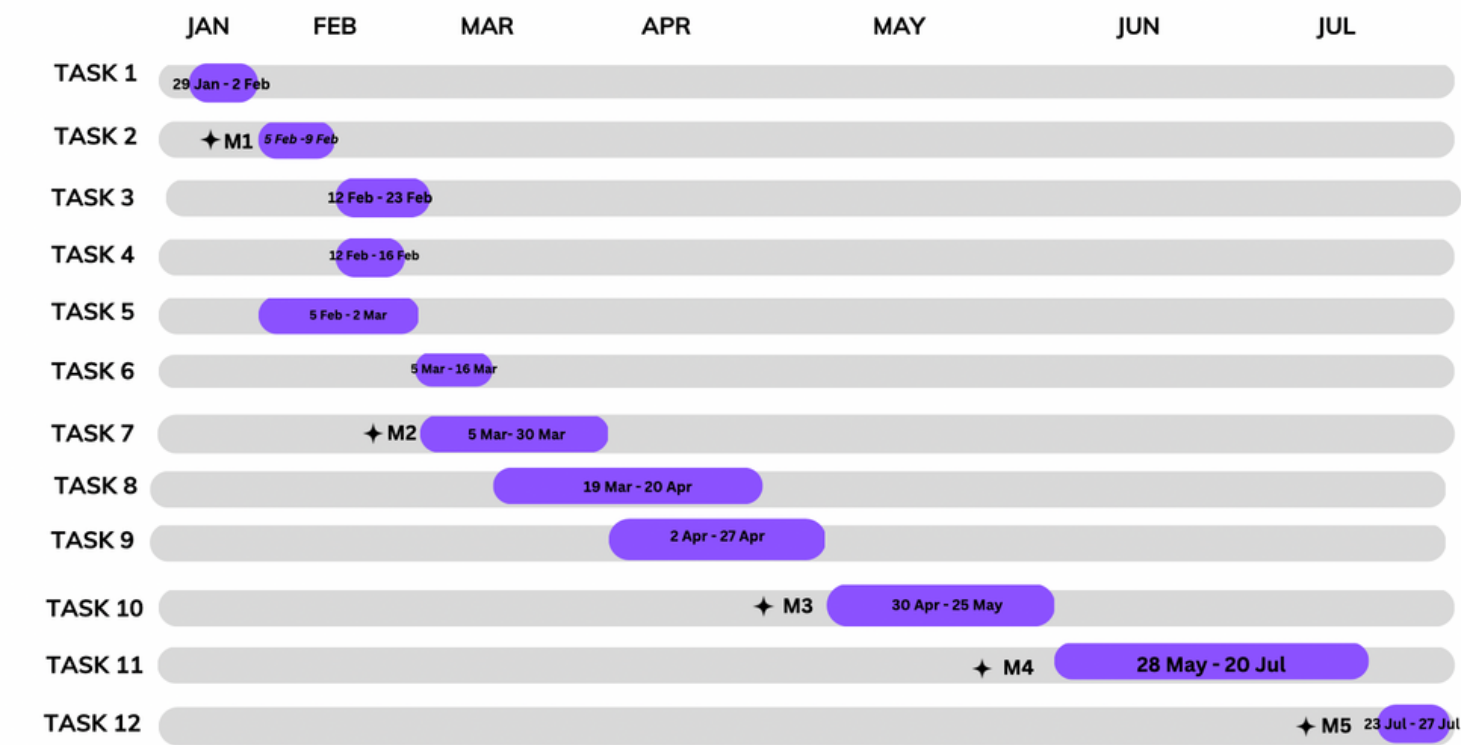 JAN FEB MAR APR MAY JUN JUL
TASK 1 29 Jan - 2 Feb
TASK 2 M1 5 Feb -9 Feb
TASK 3 12 Feb - 23 Feb
TASK 4 12 Feb - 16 Feb
TASK 5 5 Feb - 2 Mar
TASK 6 5 Mar - 16 Mar
TASK 7 M2 5 Mar- 30 Mar
TASK 8 19 Mar - 20 Apr
TASK 9 2 Apr - 27 Apr
TASK 10 M3 30 Apr - 25 May
TASK 11 M4 28 May - 20 Jul
TASK 12 M5 23 Jul - 27 Jul